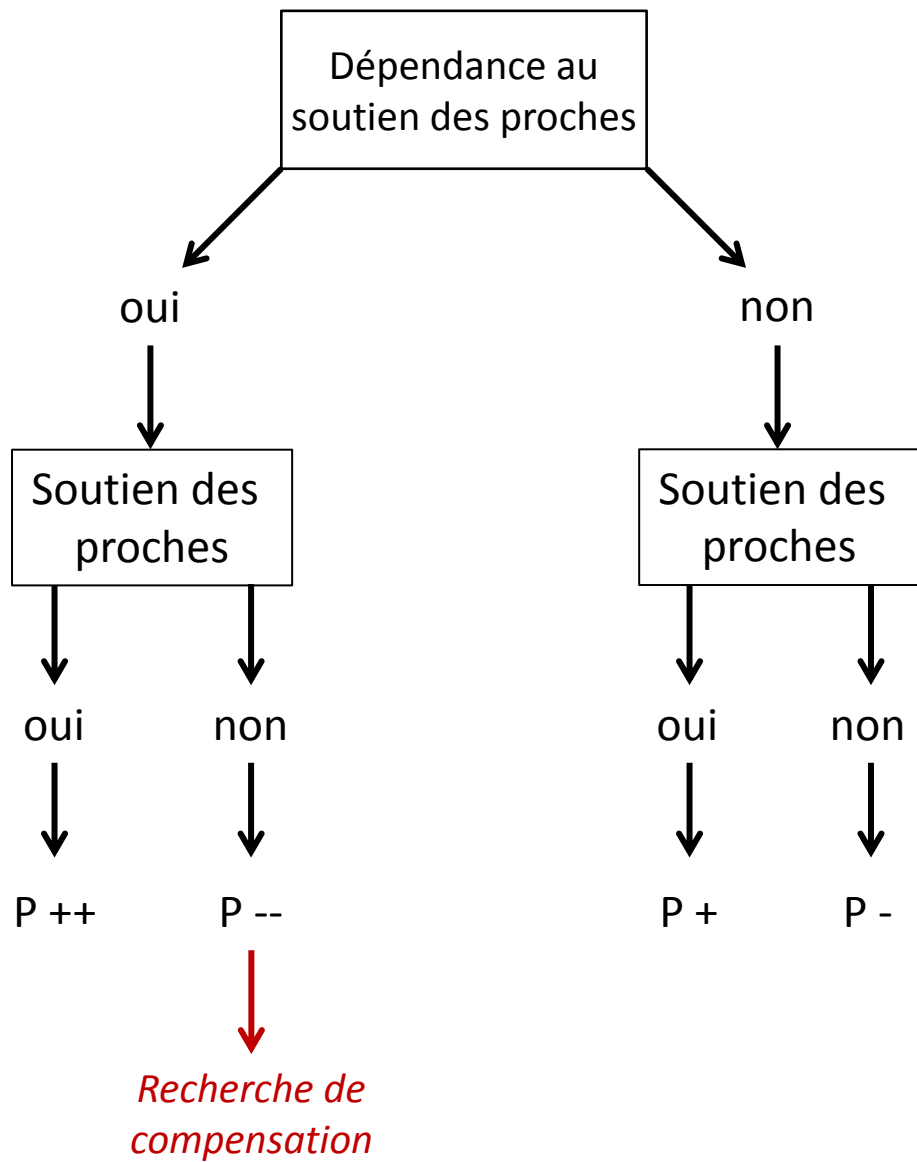 Dépendance au
soutien des proches
oui
non
Soutien des
proches
Soutien des
proches
oui
non
oui
non
P ++
P --
P +
P -
Recherche de
compensation